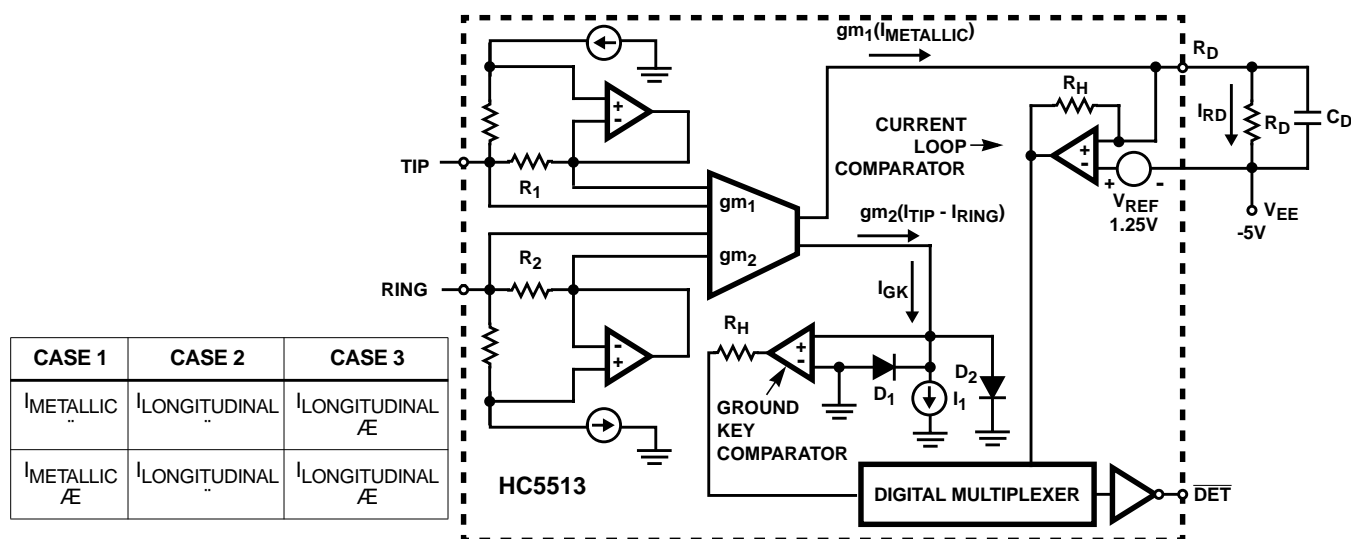 gm1(IMETALLIC)
RD
RH
IRD
RD
CD
CURRENT
LOOP
COMPARATOR
+
-
+
-
VREF
1.25V
VEE
-5V
+
-
TIP
R1
gm1
gm2(ITIP - IRING)
gm2
R2
RING
IGK
-
+
RH
+
-
D1
I1
D2
GROUND
KEY
COMPARATOR
CASE 1 CASE 2 CASE 3
IMETALLIC ILONGITUDINAL ILONGITUDINAL
¨ ¨ Æ
IMETALLIC ILONGITUDINAL ILONGITUDINAL
Æ ¨ Æ
HC5513
DIGITAL MULTIPLEXER
DET